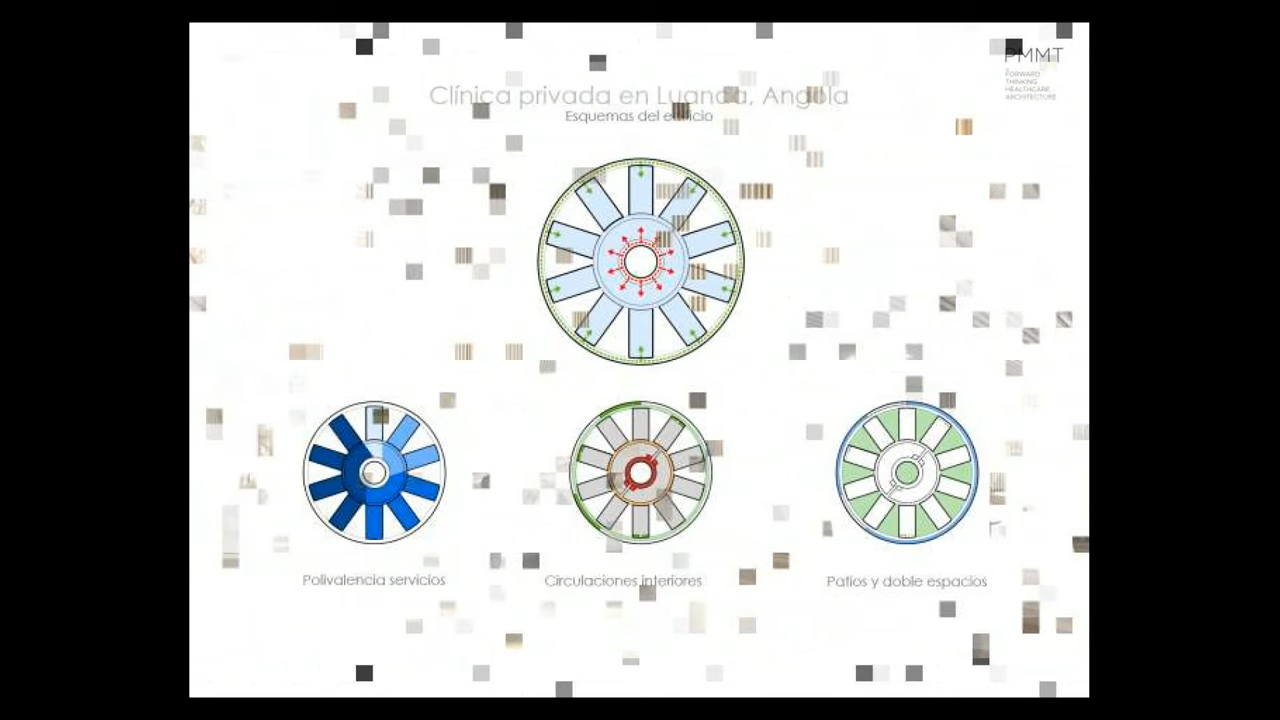 PMMT
FORWARD
THINKING
HEALTHCARE
ARCHITECTURE
Clínica privada en Luanda, Angola
Esquemas del edificio
Polivalencia servicios
Circulaciones interiores
Patios y doble espacios